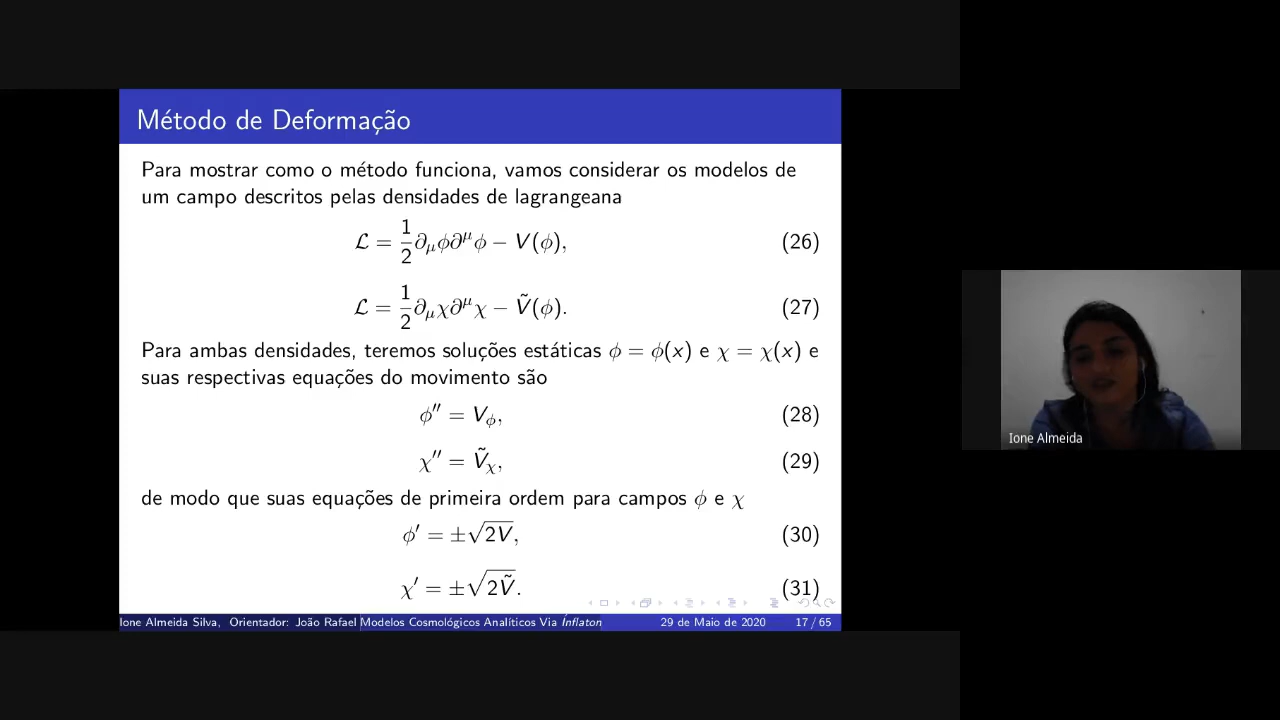 Método de Deformação
Para mostrar como o método funciona, vamos considerar os modelos de
um campo descritos pelas densidades de lagrangeana
ℒ = 1/2 ∂_μϕ∂^μϕ − V(ϕ), (26)
ℒ = 1/2 ∂_μχ∂^μχ − Ṽ(ϕ). (27)
Para ambas densidades, teremos soluções estáticas ϕ = ϕ(x) e χ = χ(x) e
suas respectivas equações do movimento são
ϕ′′ = V_ϕ, (28)
χ′′ = Ṽ_χ, (29)
de modo que suas equações de primeira ordem para campos ϕ e χ
ϕ′ = ±√2V, (30)
χ′ = ±√2Ṽ. (31)
Ione Almeida Silva, Orientador: João Rafael Modelos Cosmológicos Analíticos Via Inflaton 29 de Maio de 2020 17 / 65
Ione Almeida